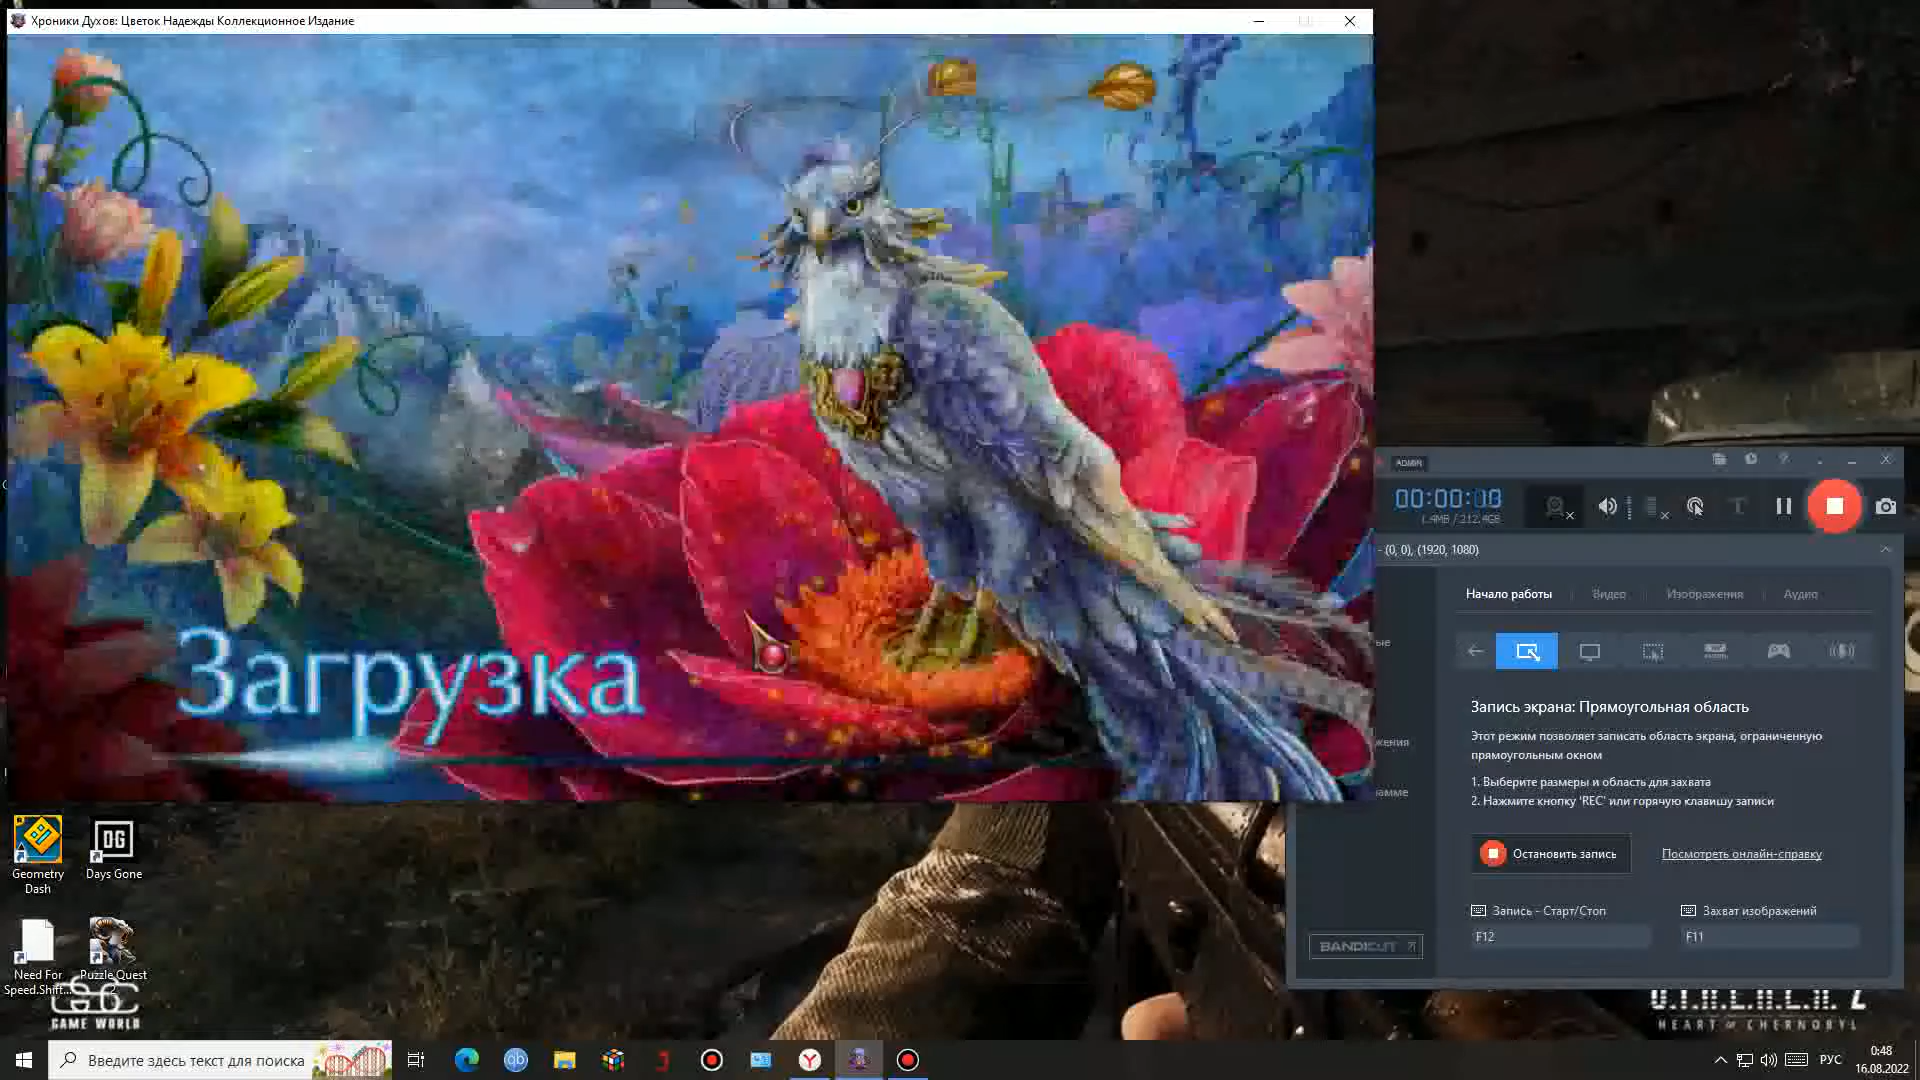 Хроники Духов: Цветок Надежды Коллекционное Издание
Загрузка
ADMIN
00:00:00
1.4MB / 212.4GB
- (0, 0), (1920, 1080)
Начало работы
Видео
Изображения
Аудио
Запись экрана: Прямоугольная область
Этот режим позволяет записать область экрана, ограниченную
прямоугольным окном
1. Выберите размеры и область для захвата
2. Нажмите кнопку 'REC' или горячую клавишу записи
Остановить запись
Посмотреть онлайн-справку
Запись - Старт/Стоп
Захват изображений
F12
F11
BANDICUT
Geometry
Dash
Days Gone
Need For
Speed.Shift...
Puzzle Quest
2
GSC
GAME WORLD
S.T.A.L.K.E.R. 2
HEART OF CHERNOBYL
Введите здесь текст для поиска
РУС
0:48
16.08.2022